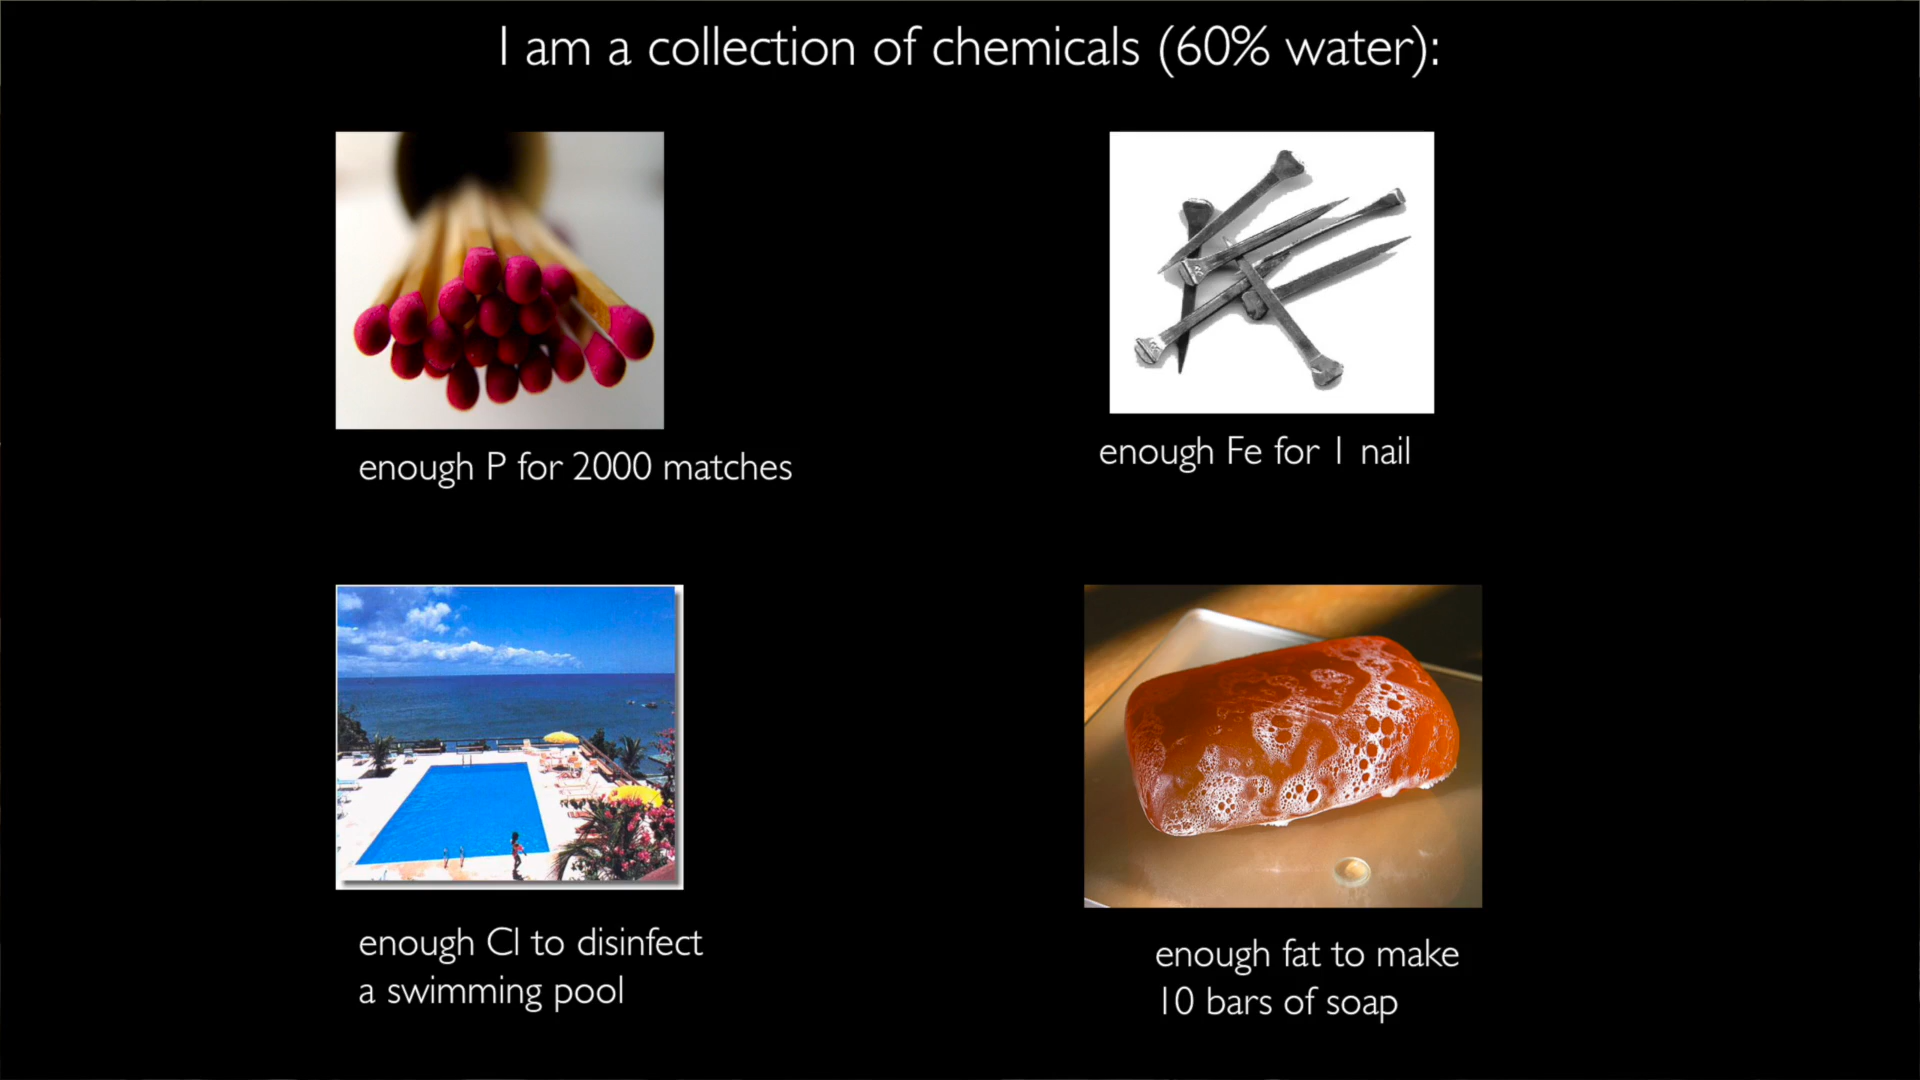 I am a collection of chemicals (60% water):
enough P for 2000 matches
enough Fe for 1 nail
enough Cl to disinfect
a swimming pool
enough fat to make
10 bars of soap